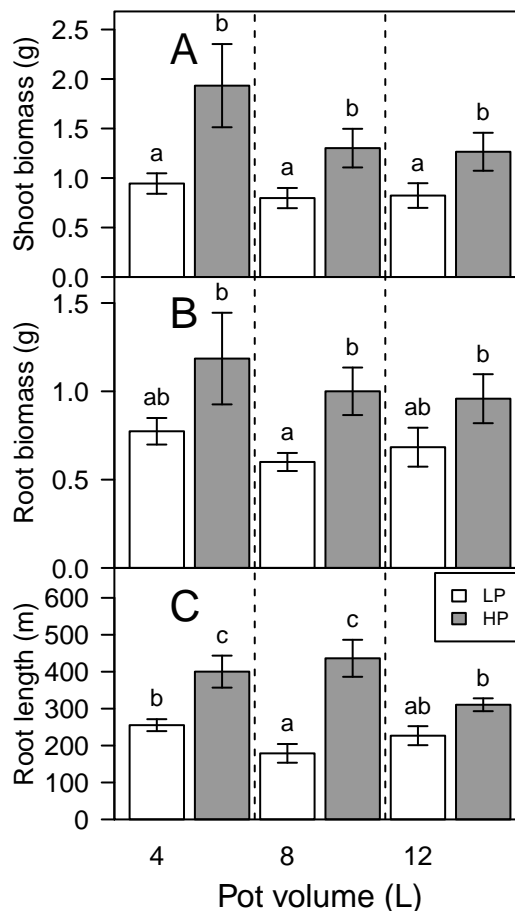 A
Shoot biomass (g)
2.5
2.0
1.5
1.0
0.5
0.0
a
b
a
b
a
b
B
Root biomass (g)
1.5
1.0
0.5
0.0
ab
b
a
b
ab
b
C
Root length (m)
600
500
400
300
200
100
0
b
c
a
c
ab
b
LP
HP
4 8 12
Pot volume (L)